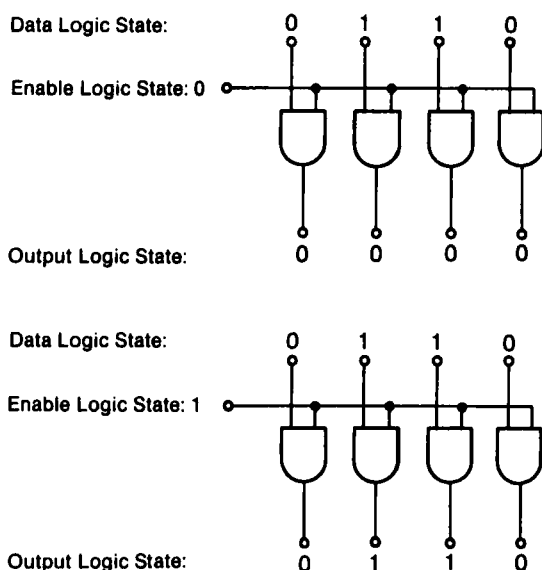 Data Logic State: 0 1 1 0
Enable Logic State: 0
Output Logic State: 0 0 0 0
Data Logic State: 0 1 1 0
Enable Logic State: 1
Output Logic State: 0 1 1 0